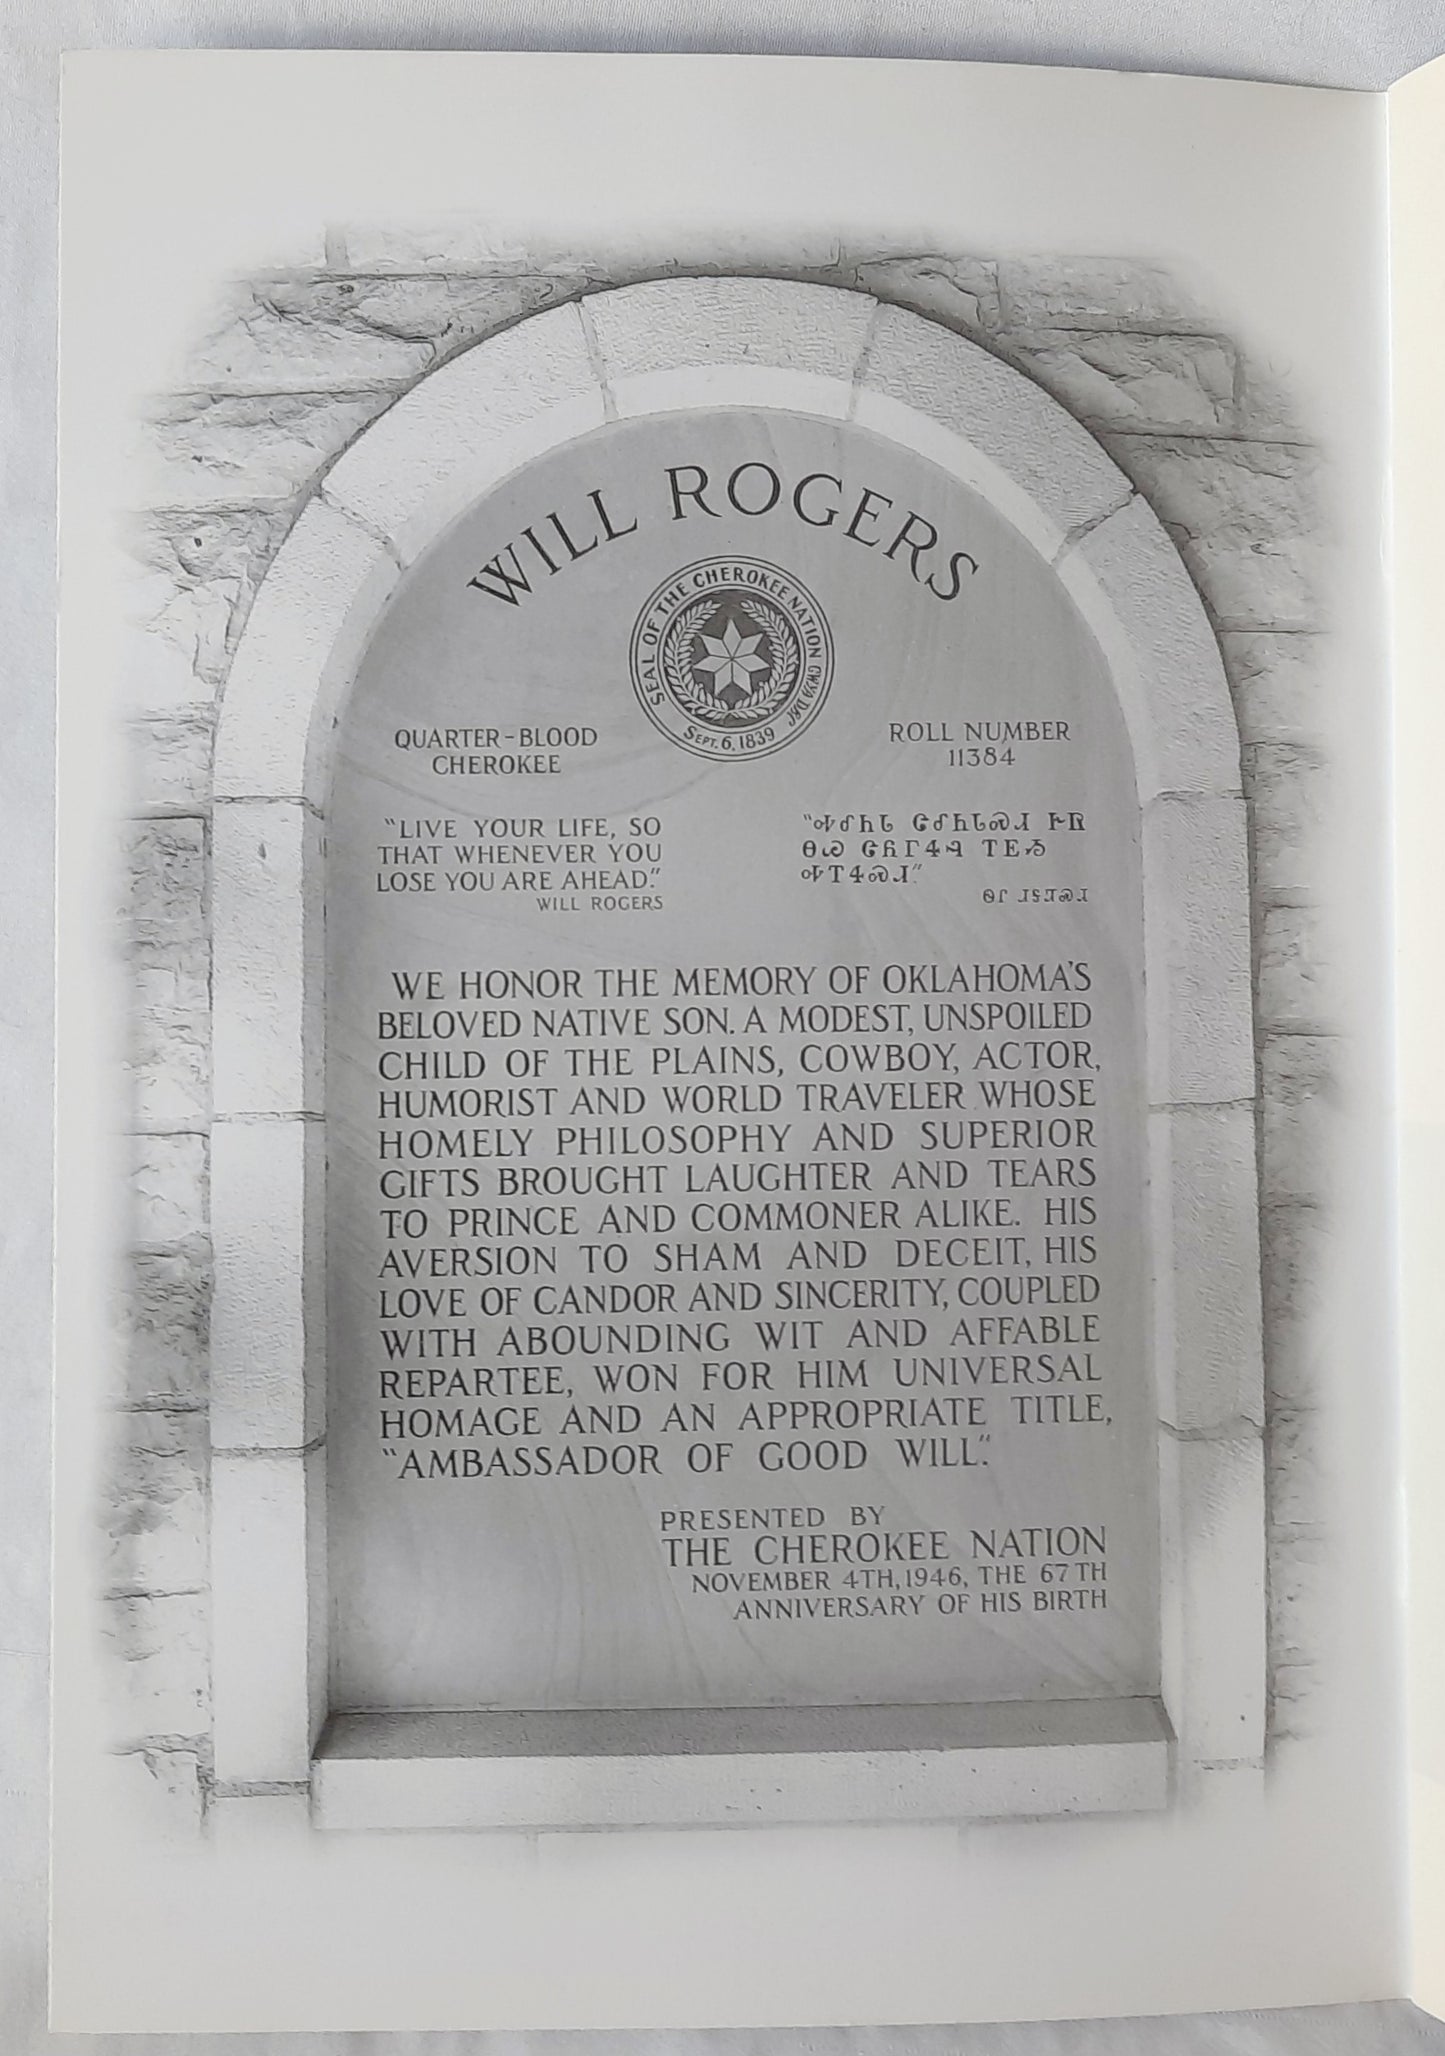 WILL ROGERS
SEAL OF THE CHEROKEE NATION ᏣᎳᎩᎯ ᎠᏰᎵ
SEPT. 6, 1839
QUARTER-BLOOD
CHEROKEE
ROLL NUMBER
11384
"LIVE YOUR LIFE, SO
THAT WHENEVER YOU
LOSE YOU ARE AHEAD."
WILL ROGERS
WE HONOR THE MEMORY OF OKLAHOMA'S
BELOVED NATIVE SON. A MODEST, UNSPOILED
CHILD OF THE PLAINS, COWBOY, ACTOR,
HUMORIST AND WORLD TRAVELER WHOSE
HOMELY PHILOSOPHY AND SUPERIOR
GIFTS BROUGHT LAUGHTER AND TEARS
TO PRINCE AND COMMONER ALIKE. HIS
AVERSION TO SHAM AND DECEIT, HIS
LOVE OF CANDOR AND SINCERITY, COUPLED
WITH ABOUNDING WIT AND AFFABLE
REPARTEE, WON FOR HIM UNIVERSAL
HOMAGE AND AN APPROPRIATE TITLE,
"AMBASSADOR OF GOOD WILL."
PRESENTED BY
THE CHEROKEE NATION
NOVEMBER 4TH, 1946, THE 67TH
ANNIVERSARY OF HIS BIRTH